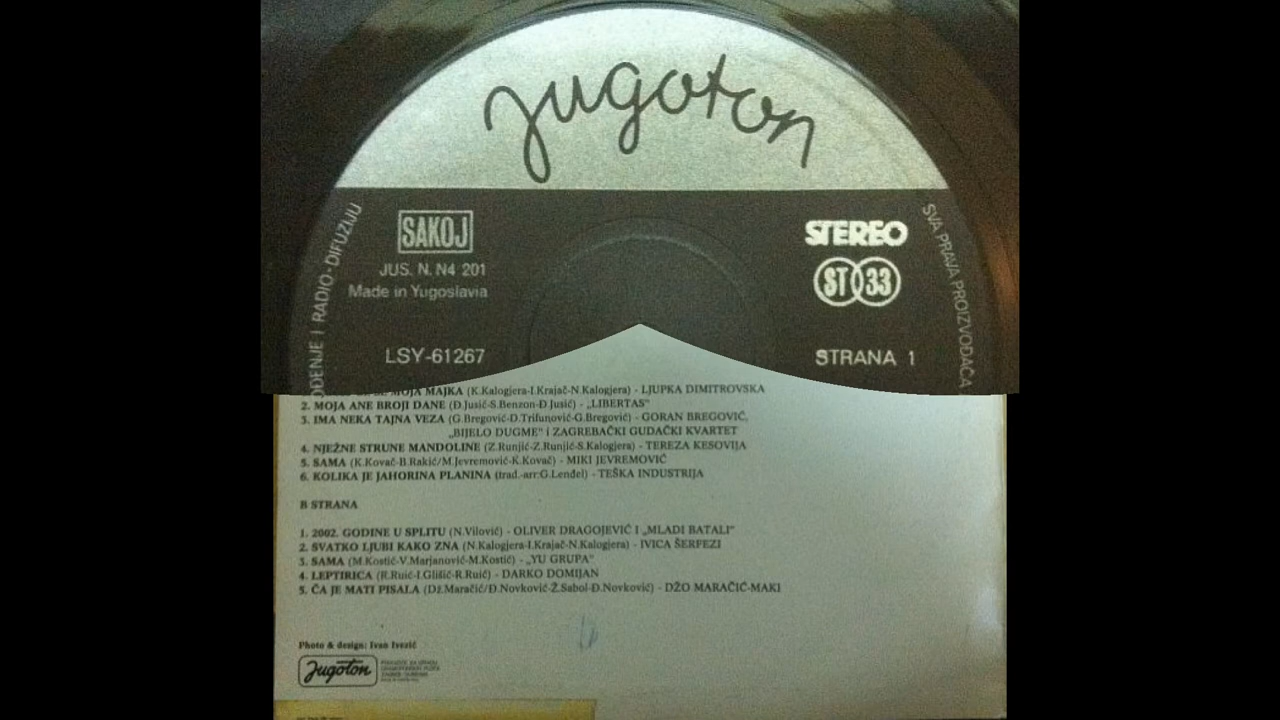 jugoton
SAKOJ
JUS. N. N4 201
Made in Yugoslavia
LSY-61267
STEREO
ST 33
STRANA 1
I RADIO-DIFUZIJU
SVA PRAVA PROIZVOĐAČA
MOJA MAJKA (K.Kalogjera-I.Krajač-N.Kalogjera) - LJUPKA DIMITROVSKA
2. MOJA ANE BROJI DANE (Đ.Jusić-S.Benzon-Đ.Jusić) - „LIBERTAS"
3. IMA NEKA TAJNA VEZA (G.Bregović-D.Trifunović-G.Bregović) - GORAN BREGOVIĆ,
„BIJELO DUGME" i ZAGREBAČKI GUDAČKI KVARTET
4. NJEŽNE STRUNE MANDOLINE (Z.Runjić-Z.Runjić-S.Kalogjera) - TEREZA KESOVIJA
5. SAMA (K.Kovač-B.Rakić/M.Jevremović-K.Kovač) - MIKI JEVREMOVIĆ
6. KOLIKA JE JAHORINA PLANINA (trad.-arr:G.Lenđel) - TEŠKA INDUSTRIJA
B STRANA
1. 2002. GODINE U SPLITU (N.Vilović) - OLIVER DRAGOJEVIĆ I „MLADI BATALI"
2. SVATKO LJUBI KAKO ZNA (N.Kalogjera-I.Krajač-N.Kalogjera) - IVICA ŠERFEZI
3. SAMA (M.Kostić-V.Marjanović-M.Kostić) - „YU GRUPA"
4. LEPTIRICA (R.Ruić-I.Glišić-R.Ruić) - DARKO DOMIJAN
5. ČA JE MATI PISALA (Dž.Maračić/Đ.Novković-Ž.Sabol-Đ.Novković) - DŽO MARAČIĆ-MAKI
Photo & design: Ivan Ivezić
Jugoton